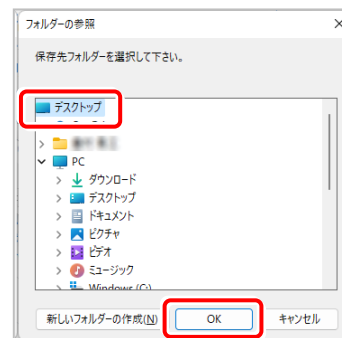 フォルダーの参照
保存先フォルダーを選択して下さい。
デスクトップ
PC
ダウンロード
デスクトップ
ドキュメント
ピクチャ
ビデオ
ミュージック
Windows (C:)
新しいフォルダーの作成(N) OK キャンセル